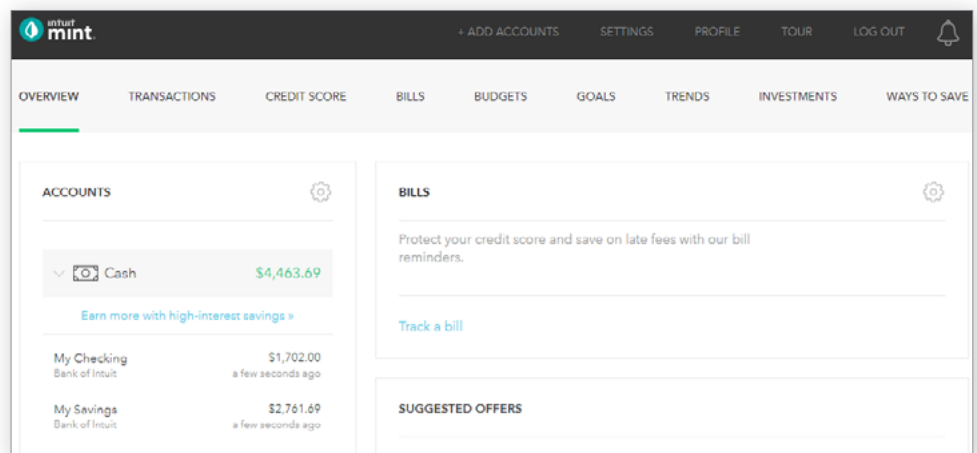 intuit
mint.
+ ADD ACCOUNTS SETTINGS PROFILE TOUR LOG OUT
OVERVIEW TRANSACTIONS CREDIT SCORE BILLS BUDGETS GOALS TRENDS INVESTMENTS WAYS TO SAVE
ACCOUNTS
Cash $4,463.69
Earn more with high-interest savings »
My Checking $1,702.00
Bank of Intuit a few seconds ago
My Savings $2,761.69
Bank of Intuit a few seconds ago
BILLS
Protect your credit score and save on late fees with our bill
reminders.
Track a bill
SUGGESTED OFFERS